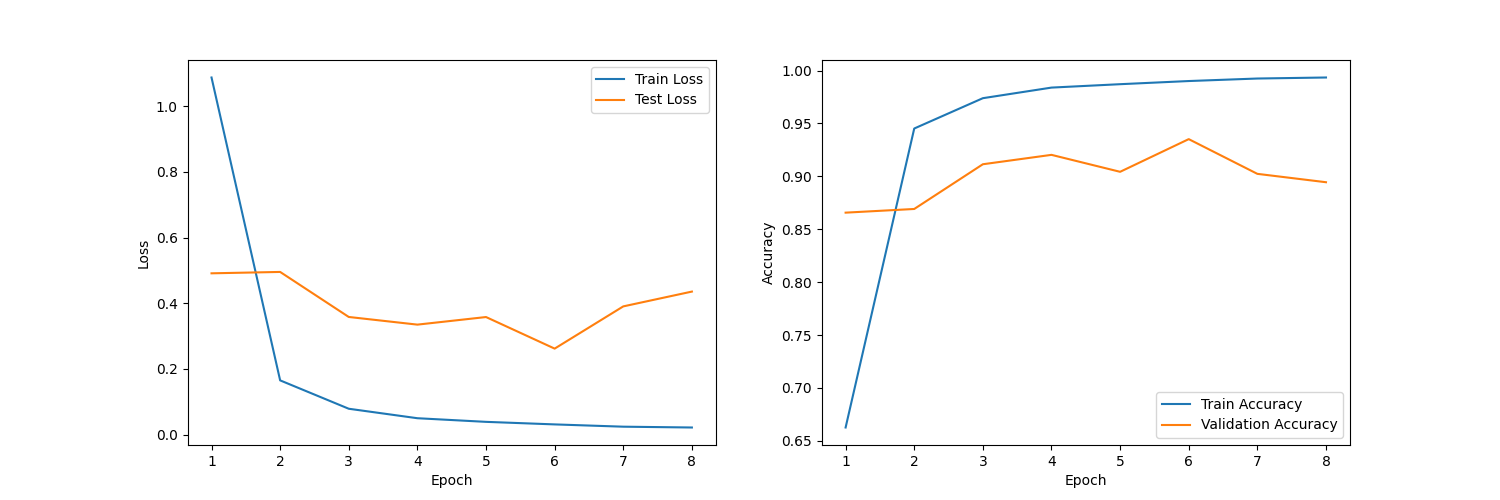 Train Loss
Test Loss
Loss
1.0
0.8
0.6
0.4
0.2
0.0
1 2 3 4 5 6 7 8
Epoch
Accuracy
1.00
0.95
0.90
0.85
0.80
0.75
0.70
0.65
Train Accuracy
Validation Accuracy
1 2 3 4 5 6 7 8
Epoch